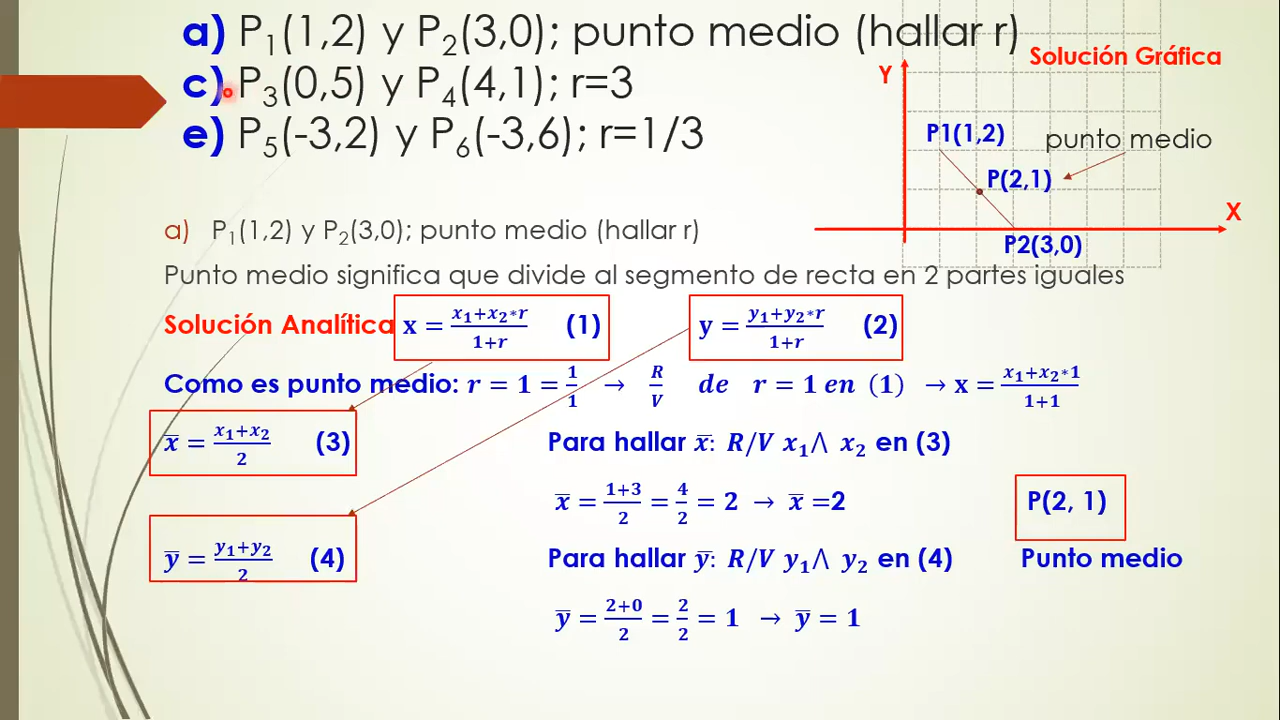 a) P₁(1,2) y P₂(3,0); punto medio (hallar r)
c) P₃(0,5) y P₄(4,1); r=3
e) P₅(-3,2) y P₆(-3,6); r=1/3
Solución Gráfica
Y
P1(1,2)
punto medio
P(2,1)
X
P2(3,0)
a) P₁(1,2) y P₂(3,0); punto medio (hallar r)
Punto medio significa que divide al segmento de recta en 2 partes iguales
Solución Analítica x = (x₁+x₂*r)/(1+r) (1) y = (y₁+y₂*r)/(1+r) (2)
Como es punto medio: r = 1 = 1/1 → R/V de r = 1 en (1) → x = (x₁+x₂*1)/(1+1)
x̅ = (x₁+x₂)/2 (3) Para hallar x̅: R/V x₁⋀ x₂ en (3)
x̅ = (1+3)/2 = 4/2 = 2 → x̅ =2 P(2, 1)
y̅ = (y₁+y₂)/2 (4) Para hallar y̅: R/V y₁⋀ y₂ en (4) Punto medio
y̅ = (2+0)/2 = 2/2 = 1 → y̅ = 1